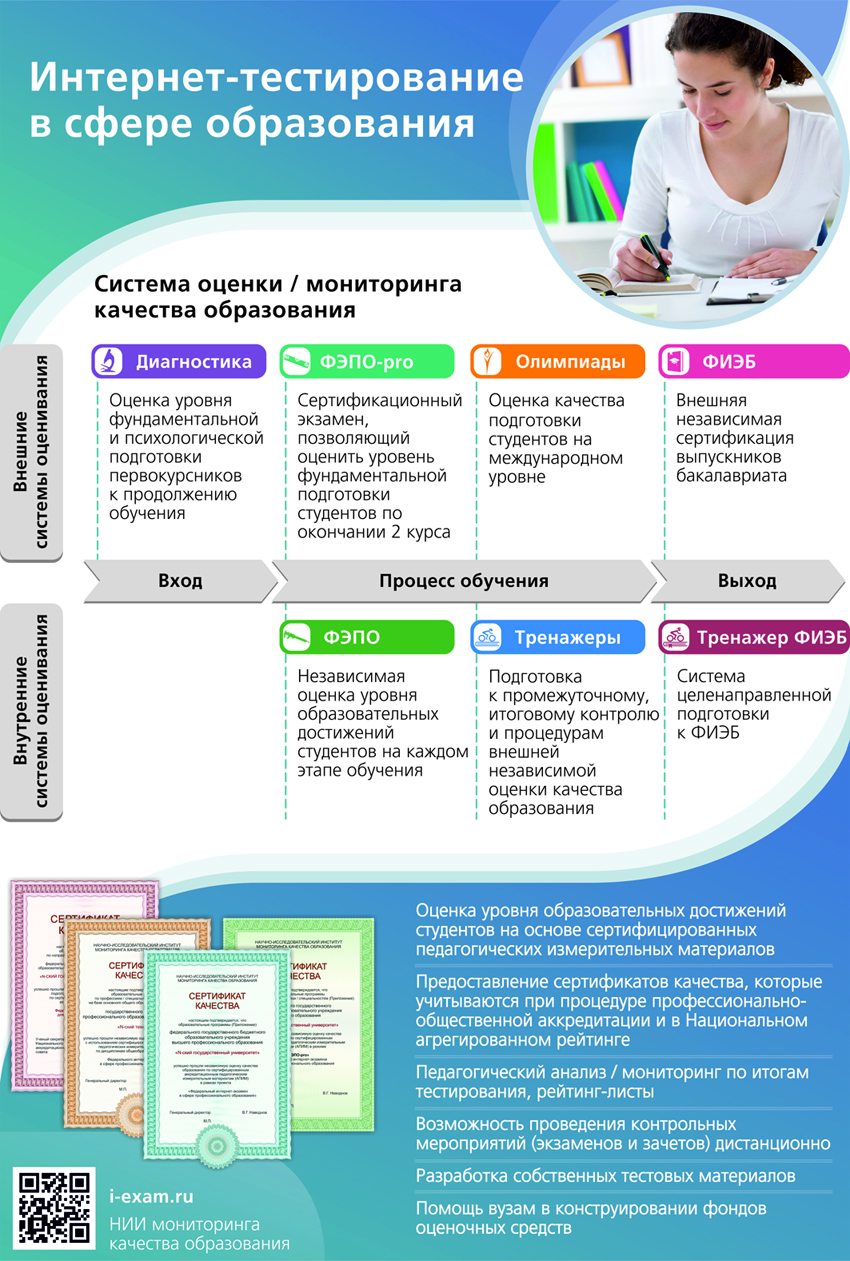 Интернет-тестирование
в сфере образования
Система оценки / мониторинга
качества образования
Внешние
системы оценивания
Диагностика
Оценка уровня
фундаментальной
и психологической
подготовки
первокурсников
к продолжению
обучения
ФЭПО-pro
Сертификационный
экзамен,
позволяющий
оценить уровень
фундаментальной
подготовки
студентов по
окончании 2 курса
Олимпиады
Оценка качества
подготовки
студентов на
международном
уровне
ФИЭБ
Внешняя
независимая
сертификация
выпускников
бакалавриата
Вход
Процесс обучения
Выход
Внутренние
системы оценивания
ФЭПО
Независимая
оценка уровня
образовательных
достижений
студентов на каждом
этапе обучения
Тренажеры
Подготовка
к промежуточному,
итоговому контролю
и процедурам
внешней
независимой
оценки качества
образования
Тренажер ФИЭБ
Система
целенаправленной
подготовки
к ФИЭБ
СЕРТИФИКАТ
КАЧЕСТВА
Генеральный директор
В.Г. Наводнов
М.П.
Оценка уровня образовательных достижений
студентов на основе сертифицированных
педагогических измерительных материалов
Предоставление сертификатов качества, которые
учитываются при процедуре профессионально-
общественной аккредитации и в Национальном
агрегированном рейтинге
Педагогический анализ / мониторинг по итогам
тестирования, рейтинг-листы
Возможность проведения контрольных
мероприятий (экзаменов и зачетов) дистанционно
Разработка собственных тестовых материалов
Помощь вузам в конструировании фондов
оценочных средств
i-exam.ru
НИИ мониторинга
качества образования